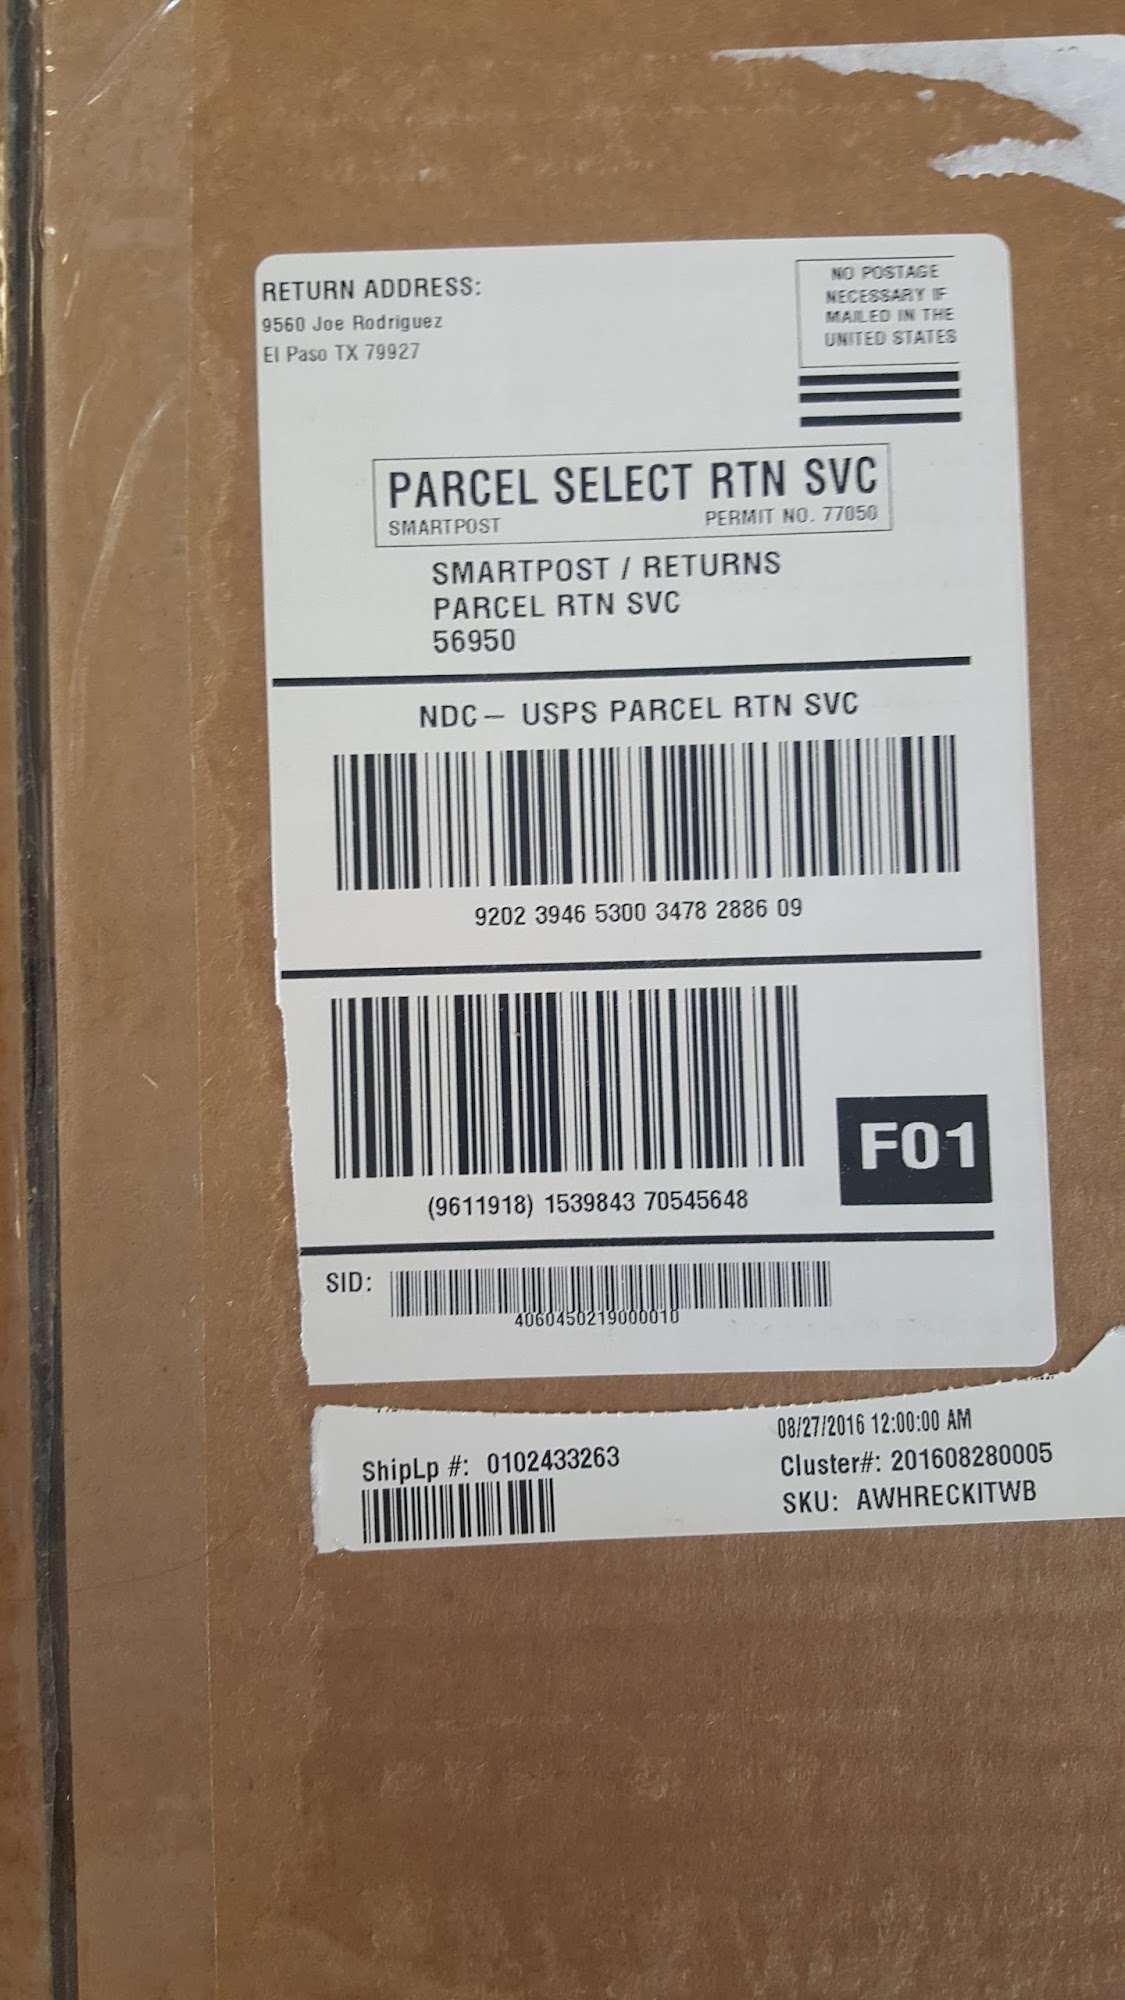 RETURN ADDRESS:
9560 Joe Rodriguez
El Paso TX 79927
NO POSTAGE
NECESSARY IF
MAILED IN THE
UNITED STATES
PARCEL SELECT RTN SVC
SMARTPOST PERMIT NO. 77050
SMARTPOST / RETURNS
PARCEL RTN SVC
56950
NDC– USPS PARCEL RTN SVC
9202 3946 5300 3478 2886 09
(9611918) 1539843 70545648
F01
SID:
4060450219000010
08/27/2016 12:00:00 AM
ShipLp #: 0102433263
Cluster#: 201608280005
SKU: AWHRECKITWB